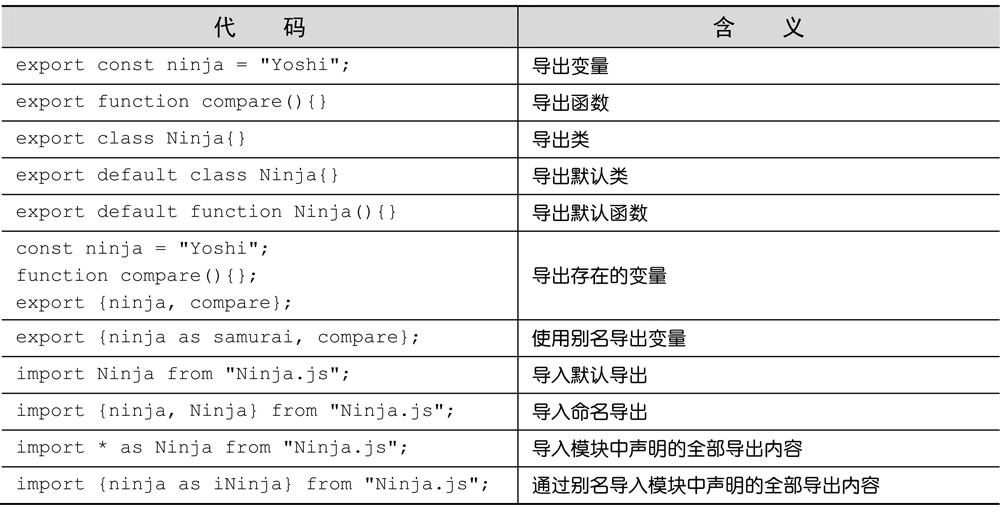 代 码 含 义
export const ninja = "Yoshi"; 导出变量
export function compare(){} 导出函数
export class Ninja{} 导出类
export default class Ninja{} 导出默认类
export default function Ninja(){} 导出默认函数
const ninja = "Yoshi";
function compare(){}; 导出存在的变量
export {ninja, compare};
export {ninja as samurai, compare}; 使用别名导出变量
import Ninja from "Ninja.js"; 导入默认导出
import {ninja, Ninja} from "Ninja.js"; 导入命名导出
import * as Ninja from "Ninja.js"; 导入模块中声明的全部导出内容
import {ninja as iNinja} from "Ninja.js"; 通过别名导入模块中声明的全部导出内容